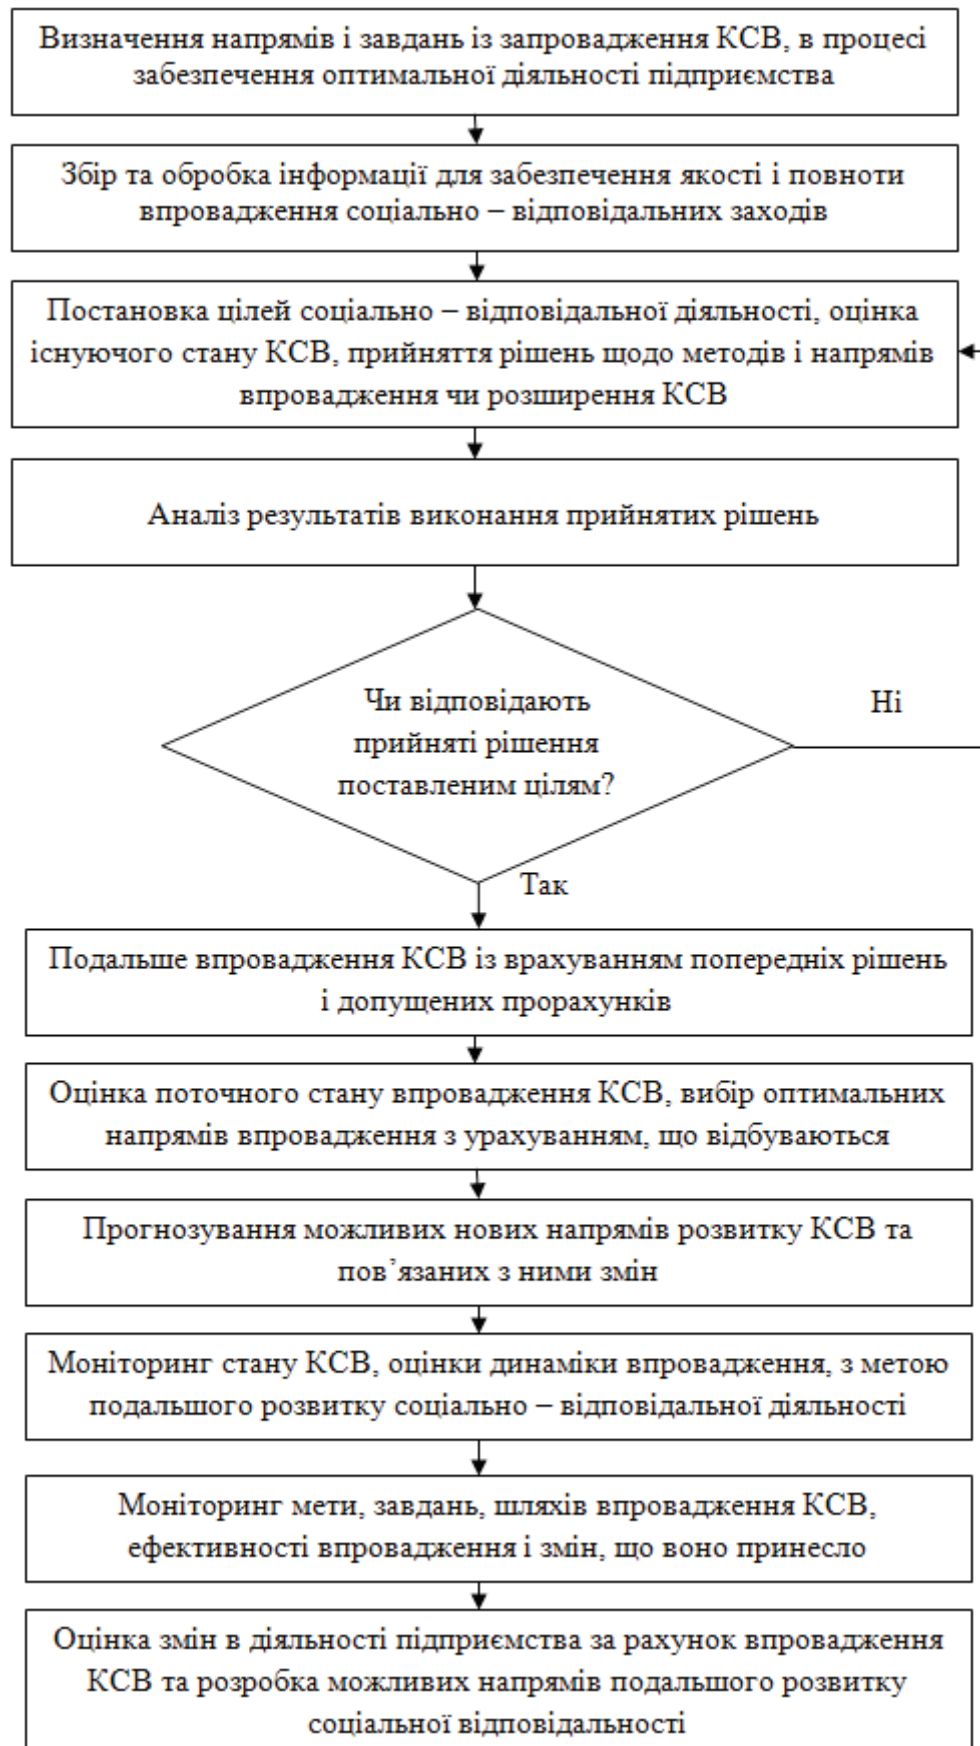 Визначення напрямів і завдань із запровадження КСВ, в процесі
забезпечення оптимальної діяльності підприємства
Збір та обробка інформації для забезпечення якості і повноти
впровадження соціально – відповідальних заходів
Постановка цілей соціально – відповідальної діяльності, оцінка
існуючого стану КСВ, прийняття рішень щодо методів і напрямів
впровадження чи розширення КСВ
Аналіз результатів виконання прийнятих рішень
Чи відповідають
прийняті рішення
поставленим цілям?
Ні
Так
Подальше впровадження КСВ із врахуванням попередніх рішень
і допущених прорахунків
Оцінка поточного стану впровадження КСВ, вибір оптимальних
напрямів впровадження з урахуванням, що відбуваються
Прогнозування можливих нових напрямів розвитку КСВ та
пов’язаних з ними змін
Моніторинг стану КСВ, оцінки динаміки впровадження, з метою
подальшого розвитку соціально – відповідальної діяльності
Моніторинг мети, завдань, шляхів впровадження КСВ,
ефективності впровадження і змін, що воно принесло
Оцінка змін в діяльності підприємства за рахунок впровадження
КСВ та розробка можливих напрямів подальшого розвитку
соціальної відповідальності